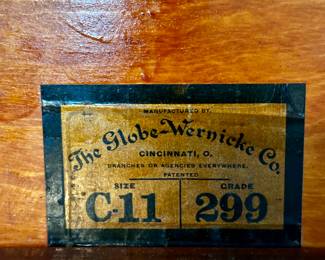 MANUFACTURED BY
The Globe-Wernicke Co.
CINCINNATI, O.
BRANCHES OR AGENCIES EVERYWHERE.
PATENTED
SIZE GRADE
C-11 299